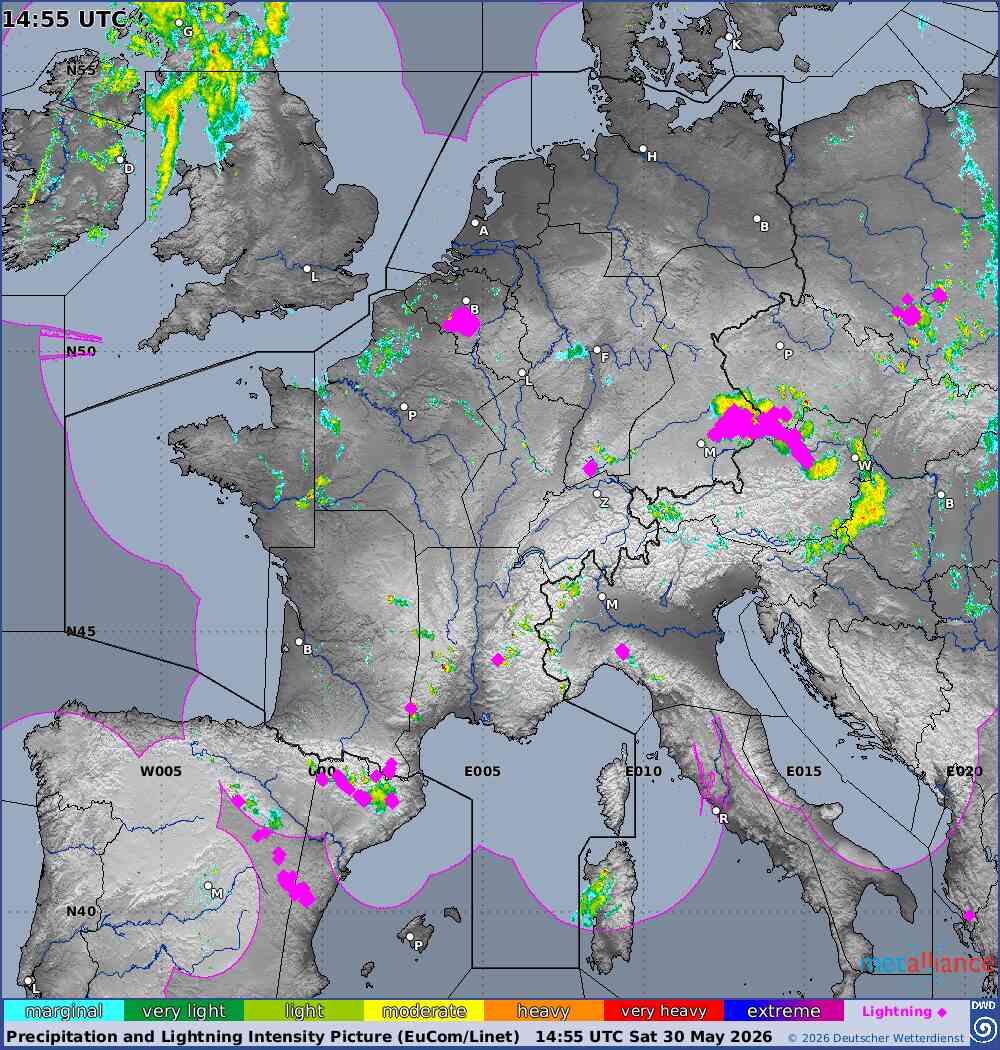 14:55 UTC
G
K
N55
H
D
B
A
L
B
N50
F
P
L
P
M
W
Z
B
M
N45
B
W005
000
E005
E010
E015
E020
R
M
N40
P
L
metalliance
marginal very light light moderate heavy very heavy extreme Lightning
DWD
Precipitation and Lightning Intensity Picture (EuCom/Linet) 14:55 UTC Sat 30 May 2026 © 2026 Deutscher Wetterdienst